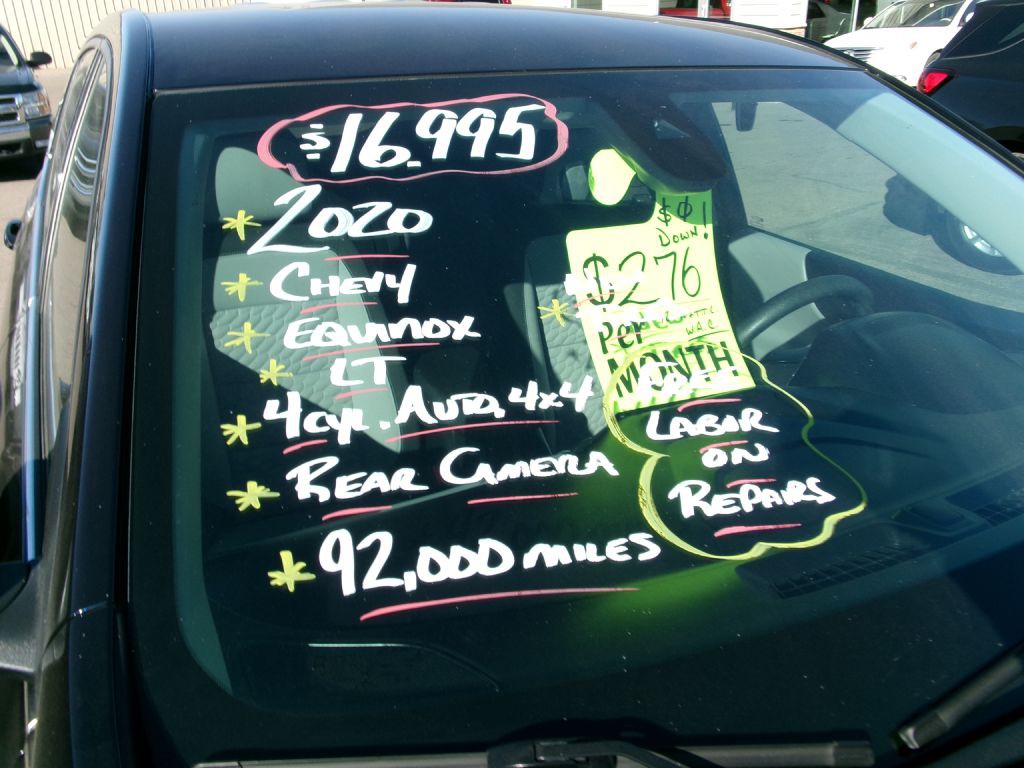 $16.995
* 2020
* CHEVY
* EQUINOX
* LT
* 4cyl. AUTO, 4x4
* REAR CAMERA
* 92,000 MILES
$0
DOWN!
$276
Per
W.A.C
MONTH
LABOR
ON
REPAIRS